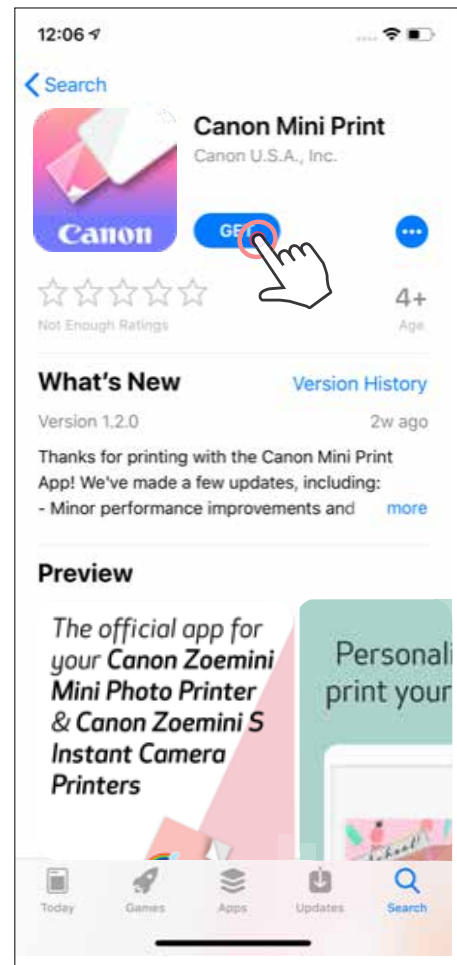 12:06
Search
Canon Mini Print
Canon U.S.A., Inc.
Canon
GET
Not Enough Ratings
4+
Age
What's New
Version History
Version 1.2.0
2w ago
Thanks for printing with the Canon Mini Print
App! We've made a few updates, including:
- Minor performance improvements and
more
Preview
The official app for
your Canon Zoemini
Mini Photo Printer
& Canon Zoemini S
Instant Camera
Printers
Personali
print your
school!
Today
Games
Apps
Updates
Search